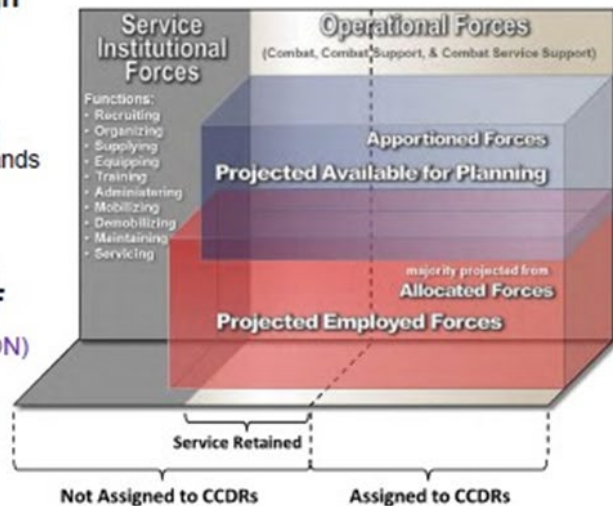 Service
Institutional
Forces
Functions:
- Recruiting
- Organizing
- Supplying
- Equipping
- Training
- Administering
- Mobilizing
- Demobilizing
- Maintaining
- Servicing
Operational Forces
(Combat, Combat Support, & Combat Service Support)
Apportioned Forces
Projected Available for Planning
majority projected from
Allocated Forces
Projected Employed Forces
Service Retained
Not Assigned to CCDRs
Assigned to CCDRs